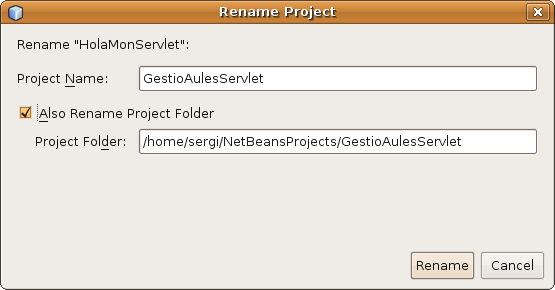 Rename Project
Rename "HolaMonServlet":
Project Name: GestioAulesServlet
Also Rename Project Folder
Project Folder: /home/sergi/NetBeansProjects/GestioAulesServlet
Rename Cancel